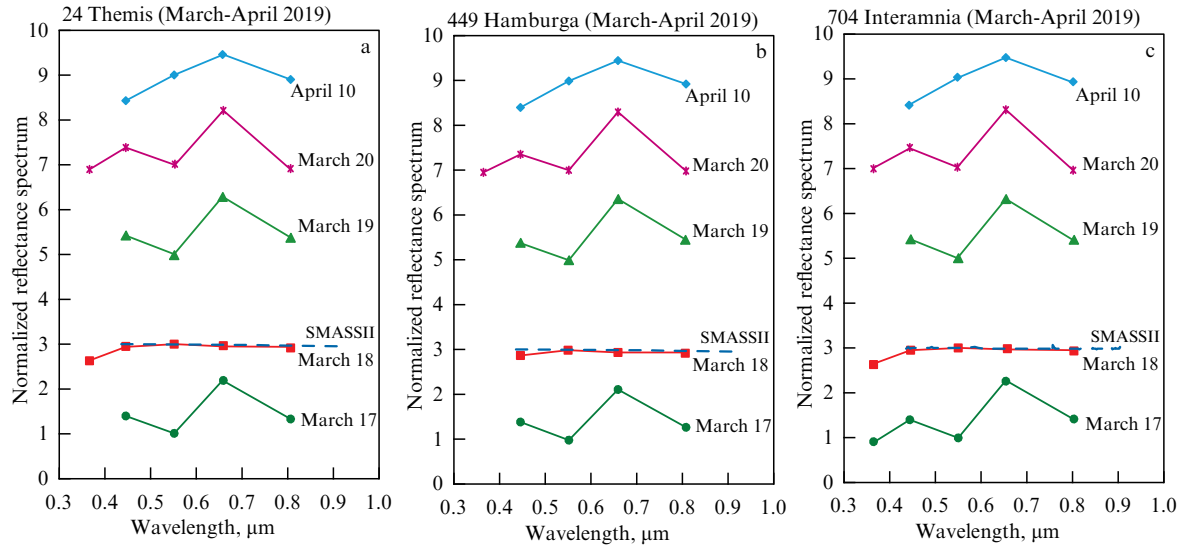 24 Themis (March-April 2019)
a
Normalized reflectance spectrum
10
9
8
7
6
5
4
3
2
1
0
April 10
March 20
March 19
SMASSII
March 18
March 17
0.3 0.4 0.5 0.6 0.7 0.8 0.9 1.0
Wavelength, μm
449 Hamburga (March-April 2019)
b
Normalized reflectance spectrum
10
9
8
7
6
5
4
3
2
1
0
April 10
March 20
March 19
SMASSII
March 18
March 17
0.3 0.4 0.5 0.6 0.7 0.8 0.9 1.0
Wavelength, μm
704 Interamnia (March-April 2019)
c
Normalized reflectance spectrum
10
9
8
7
6
5
4
3
2
1
0
April 10
March 20
March 19
SMASSII
March 18
March 17
0.3 0.4 0.5 0.6 0.7 0.8 0.9 1.0
Wavelength, μm